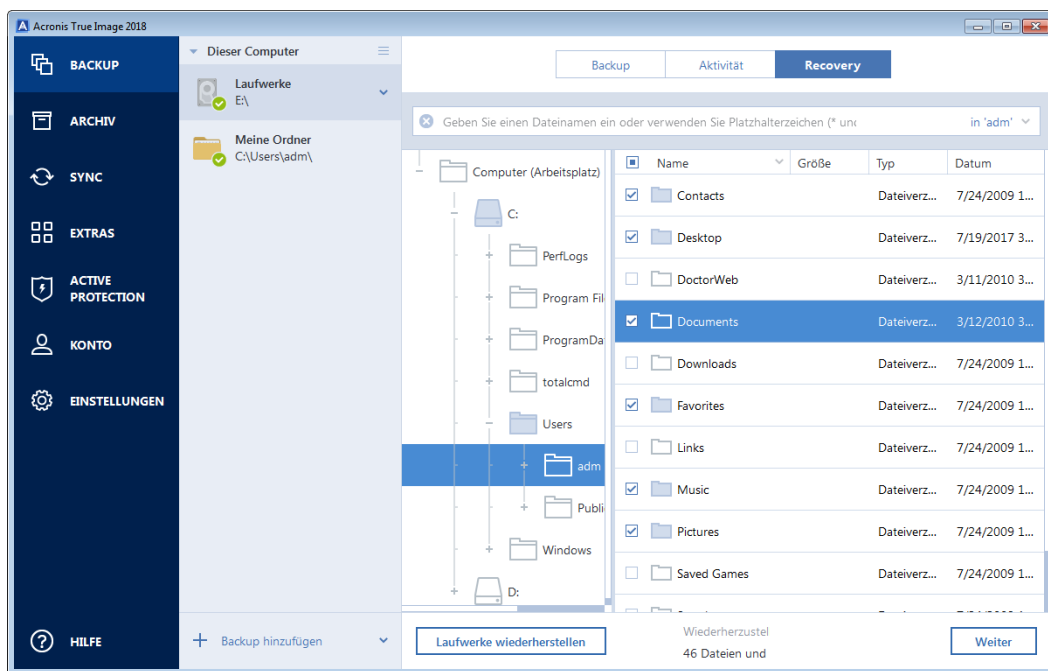 Acronis True Image 2018
BACKUP
ARCHIV
SYNC
EXTRAS
ACTIVE
PROTECTION
KONTO
EINSTELLUNGEN
HILFE
Dieser Computer
Laufwerke
E:\
Meine Ordner
C:\Users\adm\
Backup hinzufügen
Backup
Aktivität
Recovery
Geben Sie einen Dateinamen ein oder verwenden Sie Platzhalterzeichen (* und
in 'adm'
Computer (Arbeitsplatz)
C:
PerfLogs
Program Fil
ProgramDa
totalcmd
Users
adm
Publi
Windows
D:
Name Größe Typ Datum
Contacts Dateiverz... 7/24/2009 1...
Desktop Dateiverz... 7/19/2017 3...
DoctorWeb Dateiverz... 3/11/2010 3...
Documents Dateiverz... 3/12/2010 3...
Downloads Dateiverz... 7/24/2009 1...
Favorites Dateiverz... 7/24/2009 1...
Links Dateiverz... 7/24/2009 1...
Music Dateiverz... 7/24/2009 1...
Pictures Dateiverz... 7/24/2009 1...
Saved Games Dateiverz... 7/24/2009 1...
Laufwerke wiederherstellen
Wiederherzustel
46 Dateien und
Weiter